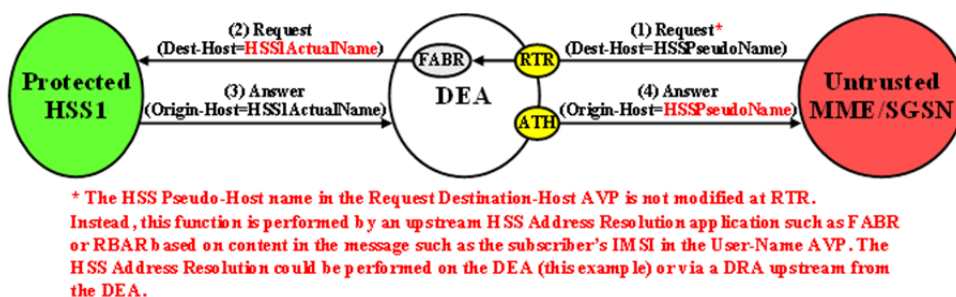 (2) Request
(Dest-Host=HSS1ActualName)
(1) Request*
(Dest-Host=HSSPseudoName)
Protected
HSS1
FABR
RTR
DEA
Untrusted
MME/SGSN
(3) Answer
(Origin-Host=HSS1ActualName)
(4) Answer
(Origin-Host=HSSPseudoName)
ATH
* The HSS Pseudo-Host name in the Request Destination-Host AVP is not modified at RTR.
Instead, this function is performed by an upstream HSS Address Resolution application such as FABR
or RBAR based on content in the message such as the subscriber's IMSI in the User-Name AVP. The
HSS Address Resolution could be performed on the DEA (this example) or via a DRA upstream from
the DEA.